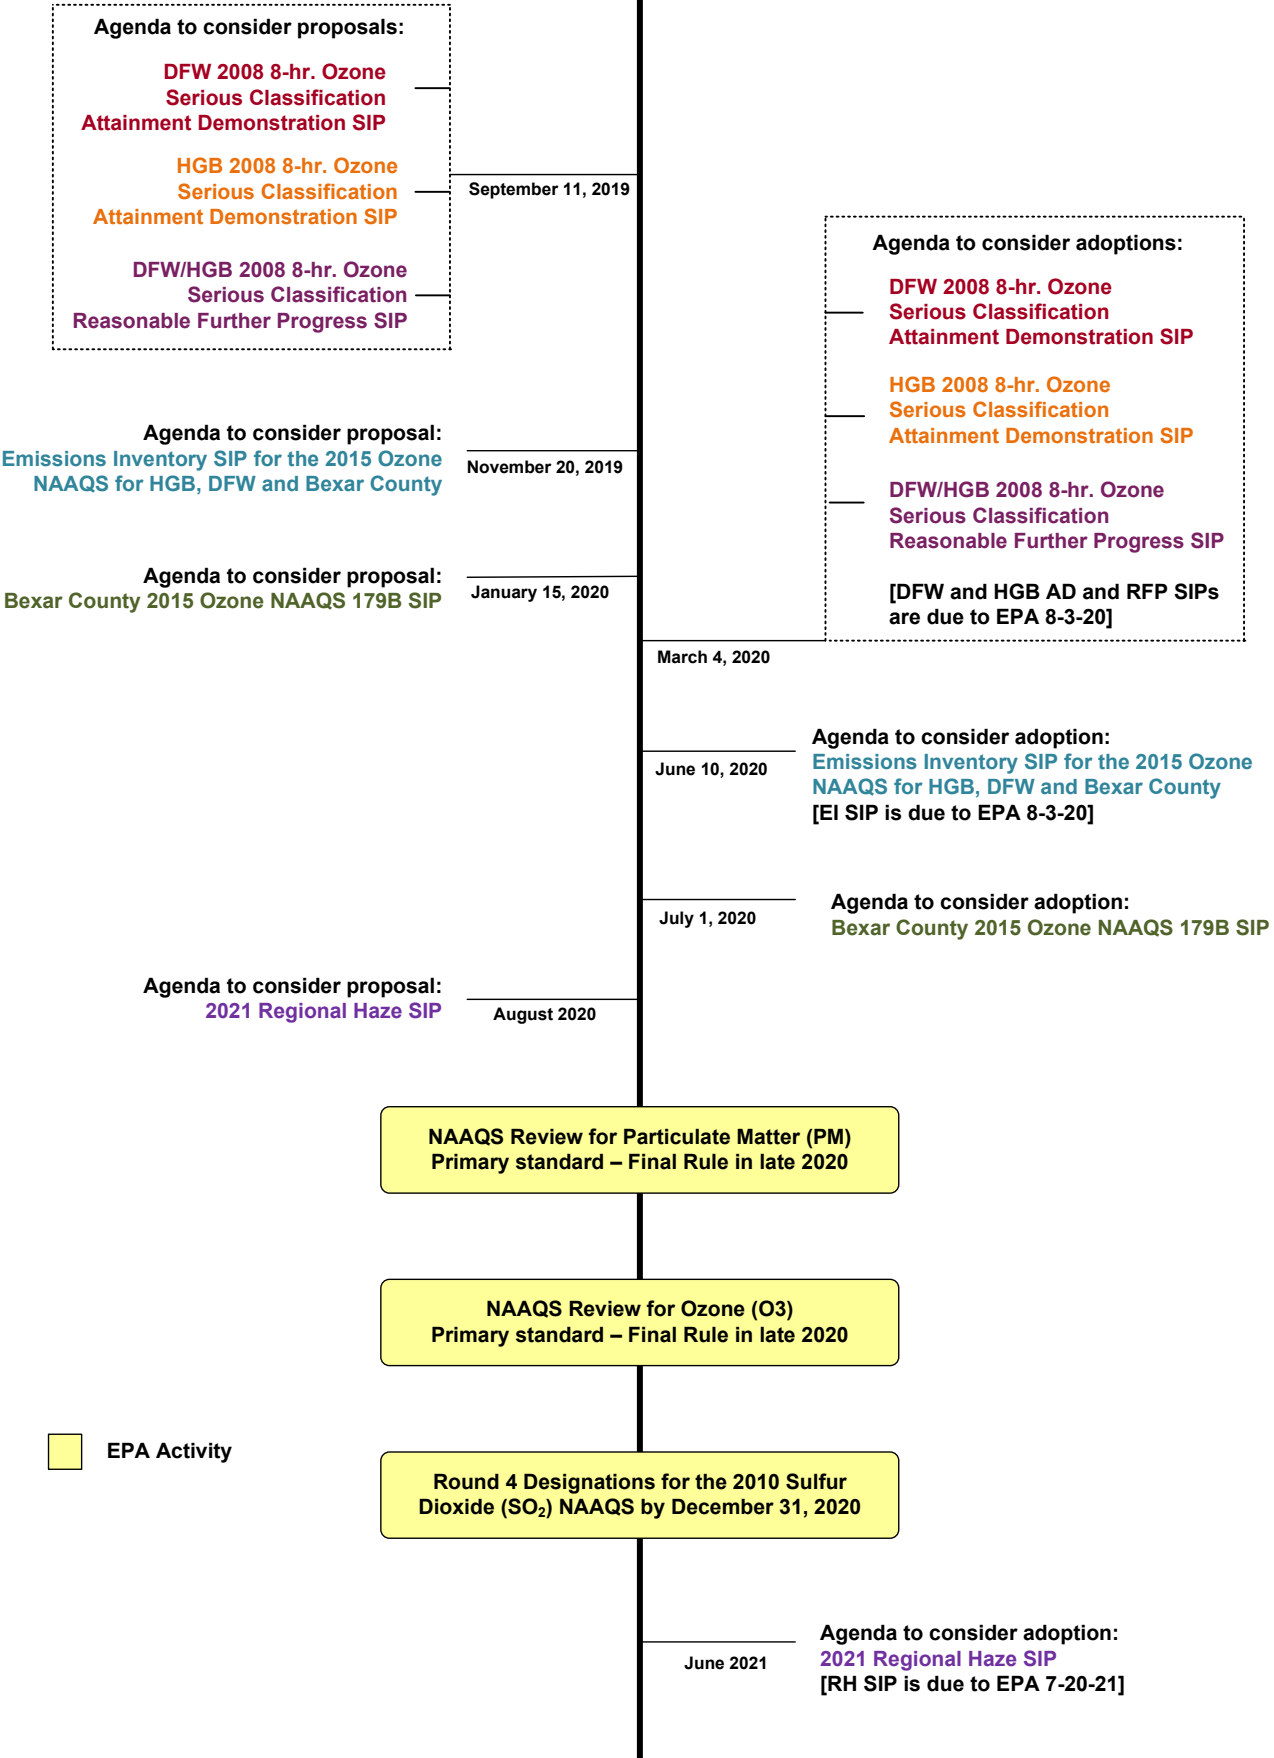 Agenda to consider proposals:
DFW 2008 8-hr. Ozone
Serious Classification
Attainment Demonstration SIP
HGB 2008 8-hr. Ozone
Serious Classification
Attainment Demonstration SIP
DFW/HGB 2008 8-hr. Ozone
Serious Classification
Reasonable Further Progress SIP
September 11, 2019
Agenda to consider adoptions:
DFW 2008 8-hr. Ozone
Serious Classification
Attainment Demonstration SIP
HGB 2008 8-hr. Ozone
Serious Classification
Attainment Demonstration SIP
DFW/HGB 2008 8-hr. Ozone
Serious Classification
Reasonable Further Progress SIP
[DFW and HGB AD and RFP SIPs
are due to EPA 8-3-20]
Agenda to consider proposal:
Emissions Inventory SIP for the 2015 Ozone
NAAQS for HGB, DFW and Bexar County
November 20, 2019
Agenda to consider proposal:
Bexar County 2015 Ozone NAAQS 179B SIP
January 15, 2020
March 4, 2020
June 10, 2020
Agenda to consider adoption:
Emissions Inventory SIP for the 2015 Ozone
NAAQS for HGB, DFW and Bexar County
[EI SIP is due to EPA 8-3-20]
July 1, 2020
Agenda to consider adoption:
Bexar County 2015 Ozone NAAQS 179B SIP
Agenda to consider proposal:
2021 Regional Haze SIP
August 2020
NAAQS Review for Particulate Matter (PM)
Primary standard – Final Rule in late 2020
NAAQS Review for Ozone (O3)
Primary standard – Final Rule in late 2020
EPA Activity
Round 4 Designations for the 2010 Sulfur
Dioxide (SO₂) NAAQS by December 31, 2020
June 2021
Agenda to consider adoption:
2021 Regional Haze SIP
[RH SIP is due to EPA 7-20-21]